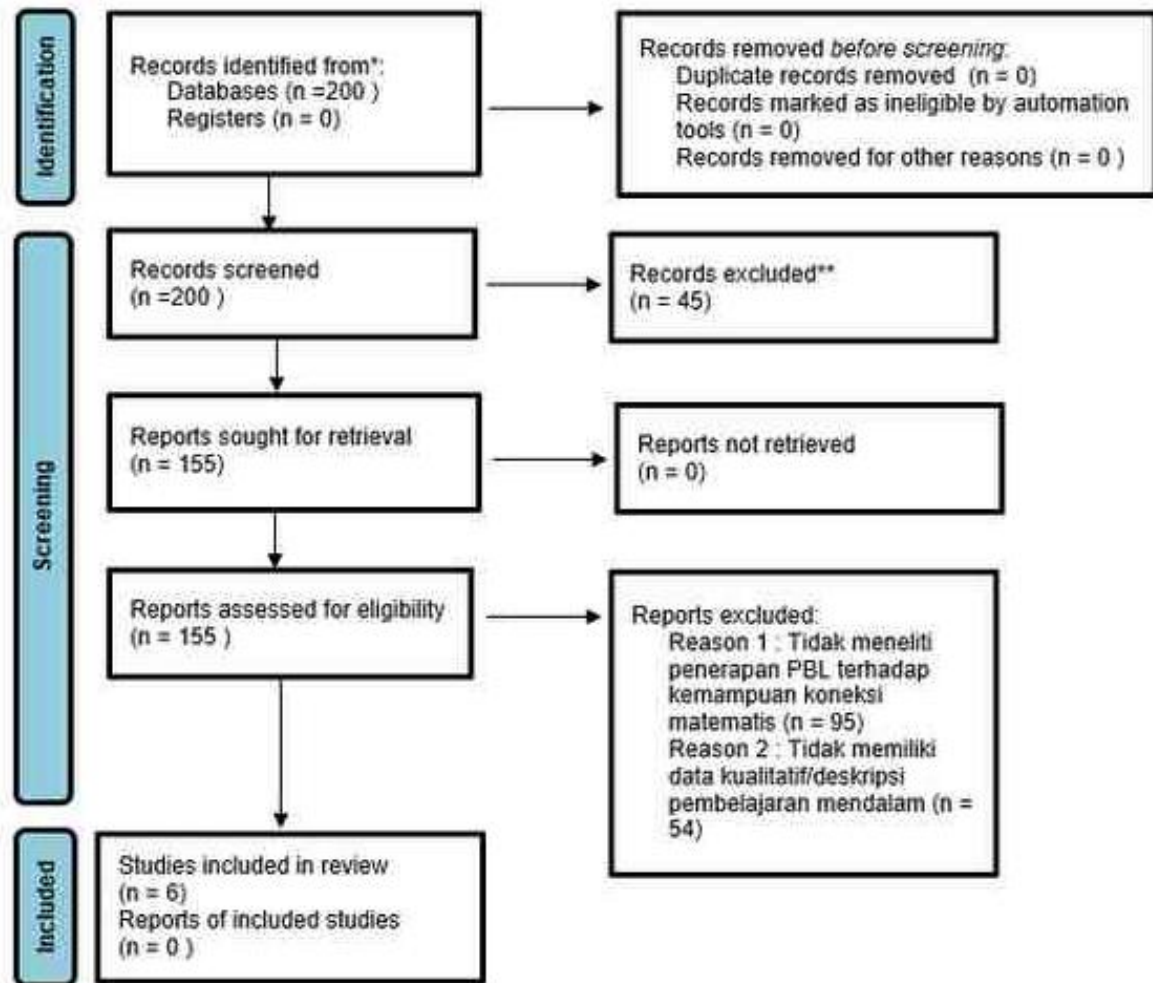 Identification
Records identified from*:
Databases (n =200 )
Registers (n = 0)
Records removed before screening:
Duplicate records removed (n = 0)
Records marked as ineligible by automation
tools (n = 0)
Records removed for other reasons (n = 0 )
Screening
Records screened
(n =200 )
Records excluded**
(n = 45)
Reports sought for retrieval
(n = 155)
Reports not retrieved
(n = 0)
Reports assessed for eligibility
(n = 155 )
Reports excluded:
Reason 1 : Tidak meneliti
penerapan PBL terhadap
kemampuan koneksi
matematis (n = 95)
Reason 2 : Tidak memiliki
data kualitatif/deskripsi
pembelajaran mendalam (n =
54)
Included
Studies included in review
(n = 6)
Reports of included studies
(n = 0 )